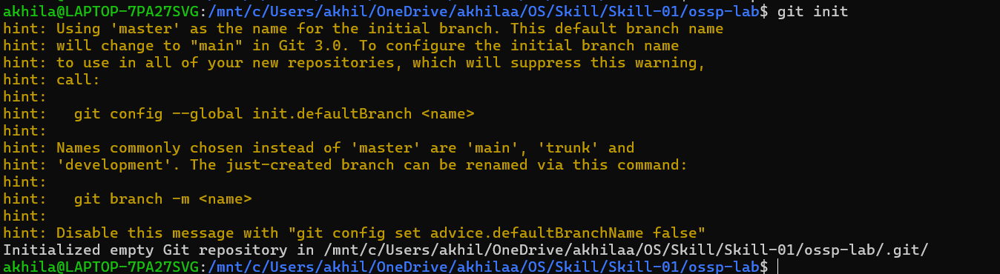 akhila@LAPTOP-7PA27SVG:/mnt/c/Users/akhil/OneDrive/akhilaa/OS/Skill/Skill-01/ossp-lab$ git init
hint: Using 'master' as the name for the initial branch. This default branch name
hint: will change to "main" in Git 3.0. To configure the initial branch name
hint: to use in all of your new repositories, which will suppress this warning,
hint: call:
hint:
hint:   git config --global init.defaultBranch <name>
hint:
hint: Names commonly chosen instead of 'master' are 'main', 'trunk' and
hint: 'development'. The just-created branch can be renamed via this command:
hint:
hint:   git branch -m <name>
hint:
hint: Disable this message with "git config set advice.defaultBranchName false"
Initialized empty Git repository in /mnt/c/Users/akhil/OneDrive/akhilaa/OS/Skill/Skill-01/ossp-lab/.git/
akhila@LAPTOP-7PA27SVG:/mnt/c/Users/akhil/OneDrive/akhilaa/OS/Skill/Skill-01/ossp-lab$